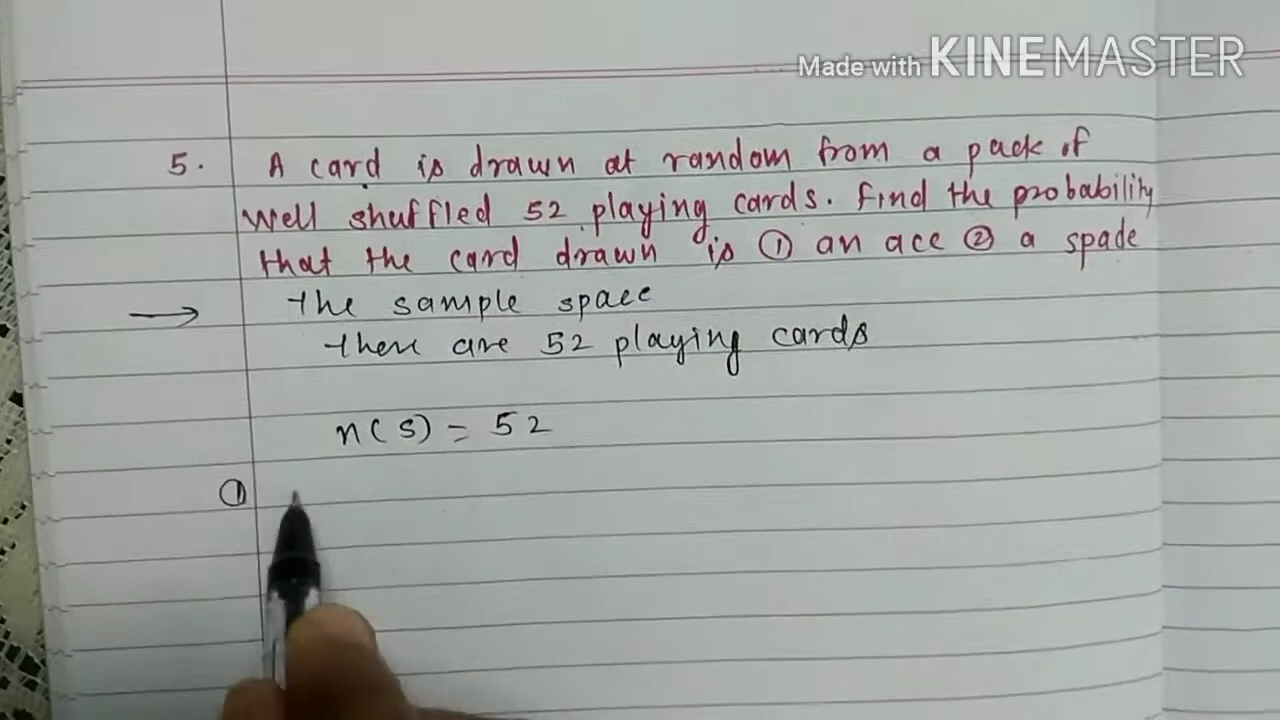 Made with KINEMASTER
5. A card is drawn at random from a pack of
well shuffled 52 playing cards. Find the probability
that the card drawn is ① an ace ② a spade
→ the sample space
there are 52 playing cards
n(S) = 52
①